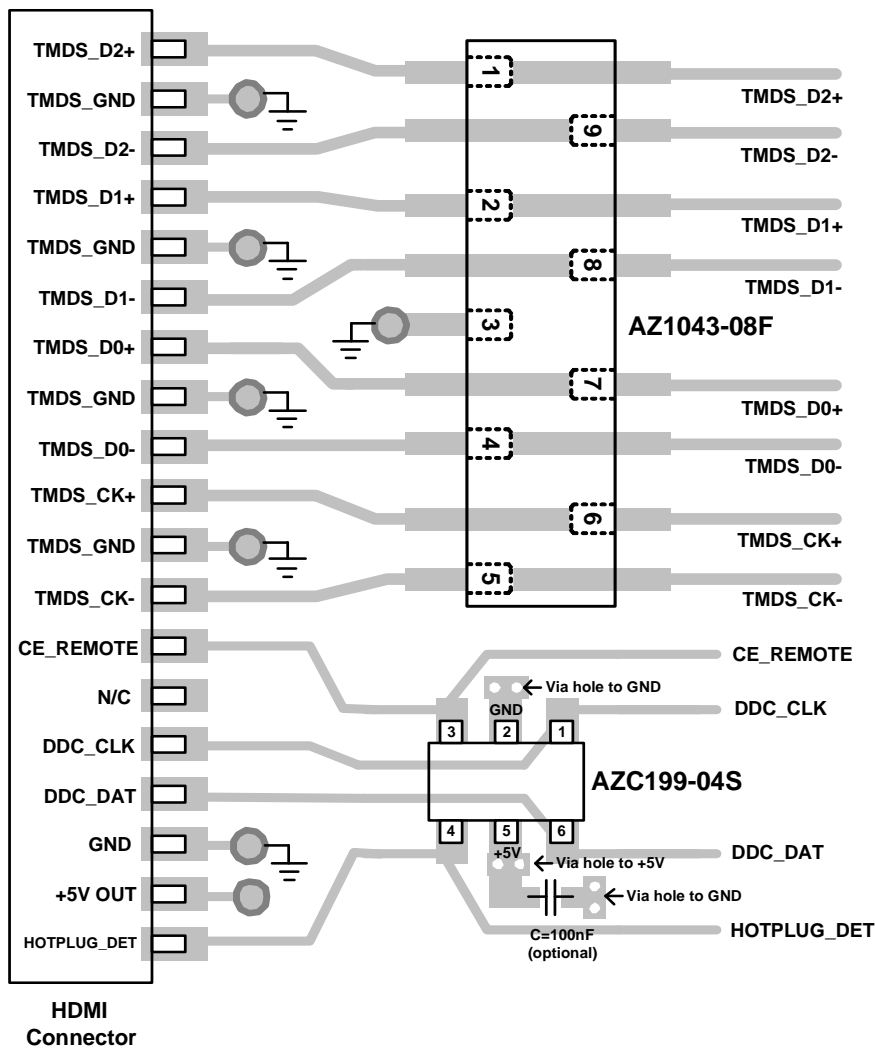 TMDS_D2+
TMDS_GND
TMDS_D2-
TMDS_D1+
TMDS_GND
TMDS_D1-
TMDS_D0+
TMDS_GND
TMDS_D0-
TMDS_CK+
TMDS_GND
TMDS_CK-
CE_REMOTE
N/C
DDC_CLK
DDC_DAT
GND
+5V OUT
HOTPLUG_DET
HDMI
Connector
1
9
2
8
3
7
4
6
5
AZ1043-08F
TMDS_D2+
TMDS_D2-
TMDS_D1+
TMDS_D1-
TMDS_D0+
TMDS_D0-
TMDS_CK+
TMDS_CK-
CE_REMOTE
Via hole to GND
GND
DDC_CLK
3
2
1
AZC199-04S
4
5
6
+5V
Via hole to +5V
DDC_DAT
Via hole to GND
C=100nF
(optional)
HOTPLUG_DET